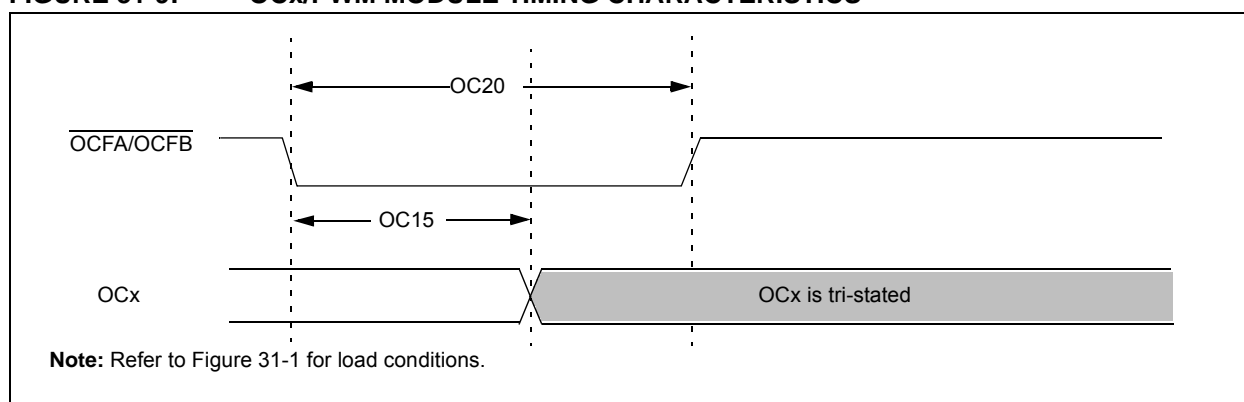 OC20
OCFA/OCFB
OC15
OCx
OCx is tri-stated
Note: Refer to Figure 31-1 for load conditions.